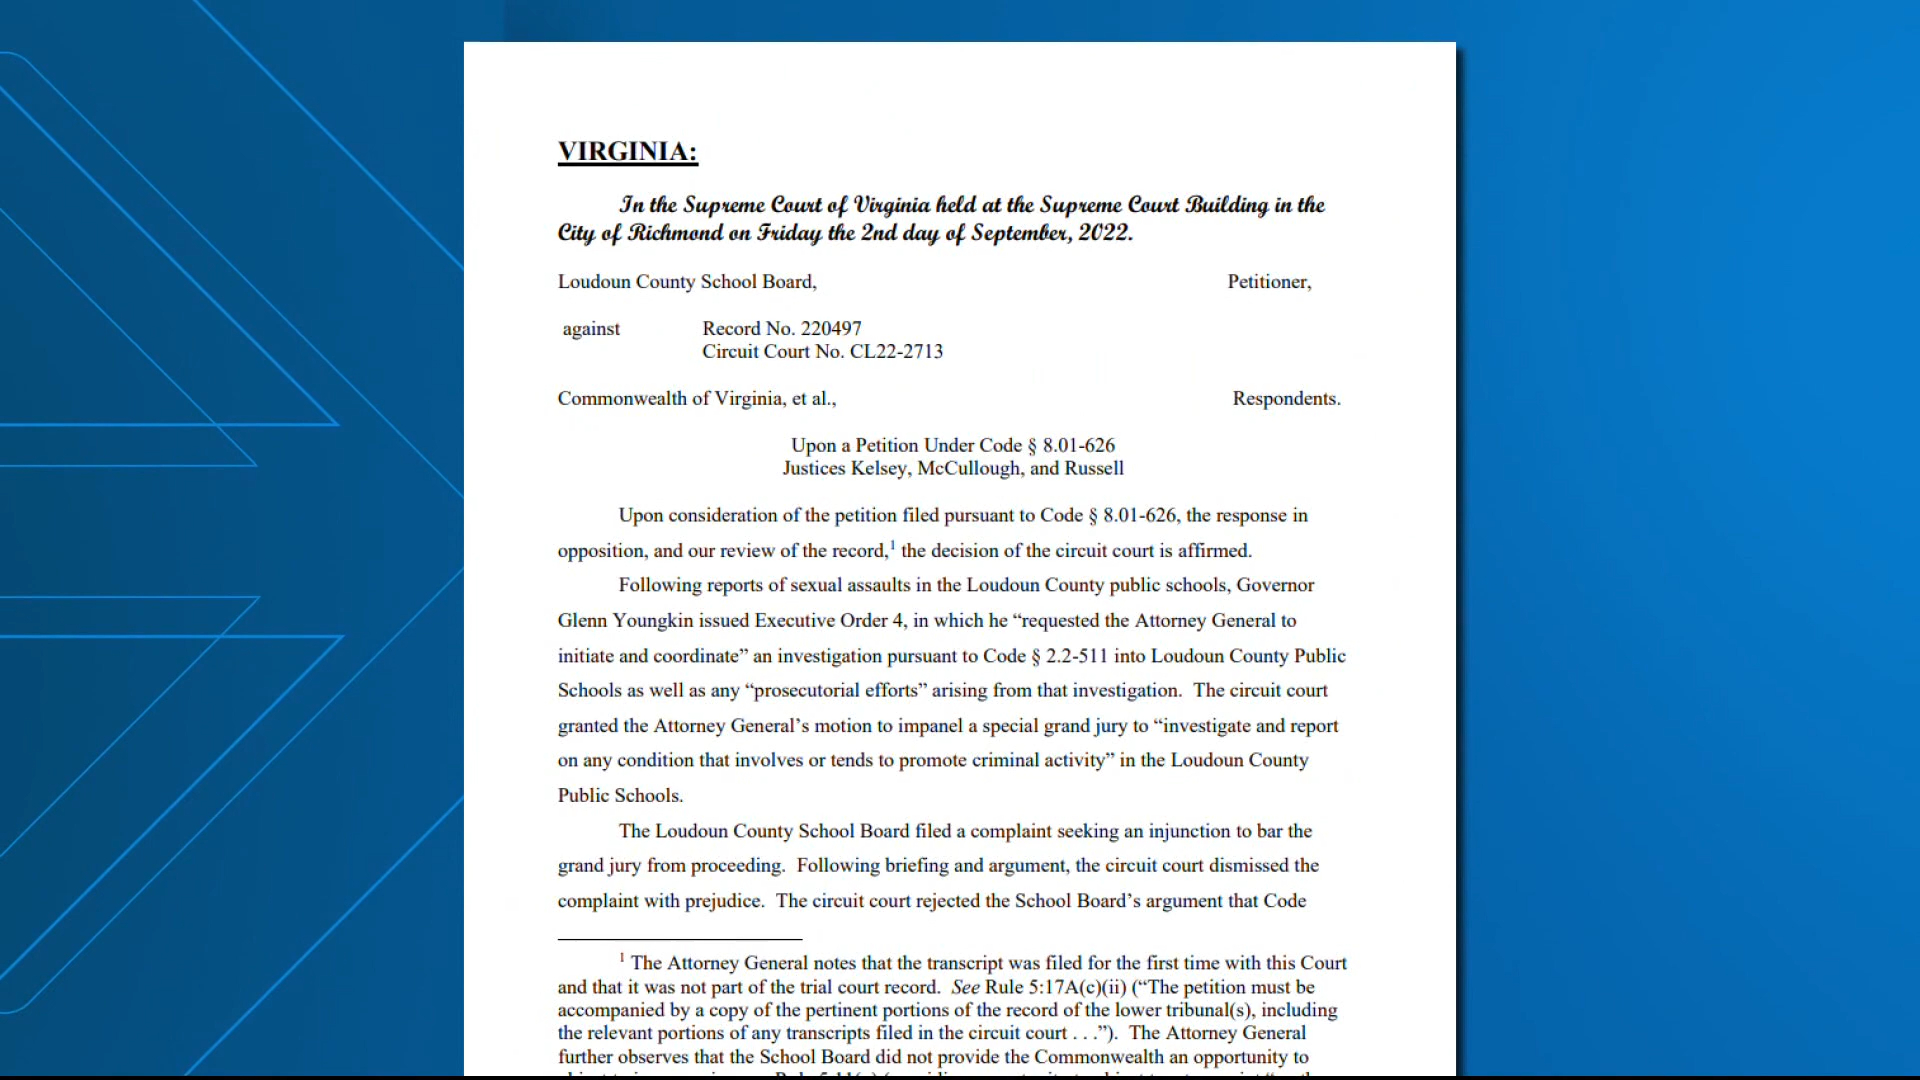 VIRGINIA:
In the Supreme Court of Virginia held at the Supreme Court Building in the
City of Richmond on Friday the 2nd day of September, 2022.
Loudoun County School Board, Petitioner,
against Record No. 220497
Circuit Court No. CL22-2713
Commonwealth of Virginia, et al., Respondents.
Upon a Petition Under Code § 8.01-626
Justices Kelsey, McCullough, and Russell
Upon consideration of the petition filed pursuant to Code § 8.01-626, the response in
opposition, and our review of the record,¹ the decision of the circuit court is affirmed.
Following reports of sexual assaults in the Loudoun County public schools, Governor
Glenn Youngkin issued Executive Order 4, in which he “requested the Attorney General to
initiate and coordinate” an investigation pursuant to Code § 2.2-511 into Loudoun County Public
Schools as well as any “prosecutorial efforts” arising from that investigation. The circuit court
granted the Attorney General’s motion to impanel a special grand jury to “investigate and report
on any condition that involves or tends to promote criminal activity” in the Loudoun County
Public Schools.
The Loudoun County School Board filed a complaint seeking an injunction to bar the
grand jury from proceeding. Following briefing and argument, the circuit court dismissed the
complaint with prejudice. The circuit court rejected the School Board’s argument that Code
¹ The Attorney General notes that the transcript was filed for the first time with this Court
and that it was not part of the trial court record. See Rule 5:17A(c)(ii) (“The petition must be
accompanied by a copy of the pertinent portions of the record of the lower tribunal(s), including
the relevant portions of any transcripts filed in the circuit court . . .”). The Attorney General
further observes that the School Board did not provide the Commonwealth an opportunity to